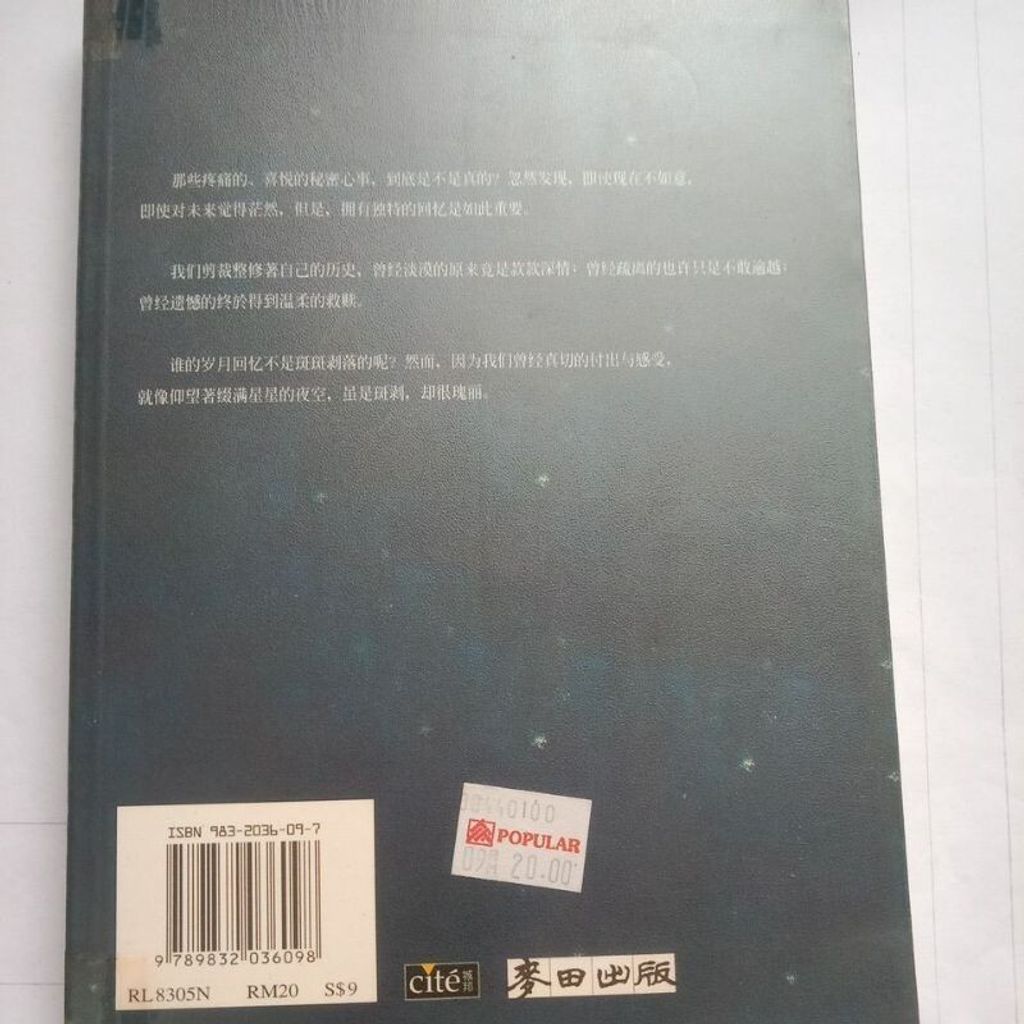 那些疼痛的、喜悦的秘密心事，到底是不是真的？忽然发现，即使现在不如意，
即使对未来觉得茫然，但是，拥有独特的回忆是如此重要。
我们剪裁整修著自己的历史，曾经淡漠的原来竟是款款深情；曾经疏离的也许只是不敢逾越；
曾经遗憾的终於得到温柔的救赎。
谁的岁月回忆不是斑斑剥落的呢？然而，因为我们曾经真切的付出与感受，
就像仰望著缀满星星的夜空，虽是斑剥，却很瑰丽。
ISBN 983-2036-09-7
9 789832 036098
RL8305N RM20 S$9
POPULAR
20.00
cité 城邦
麥田出版